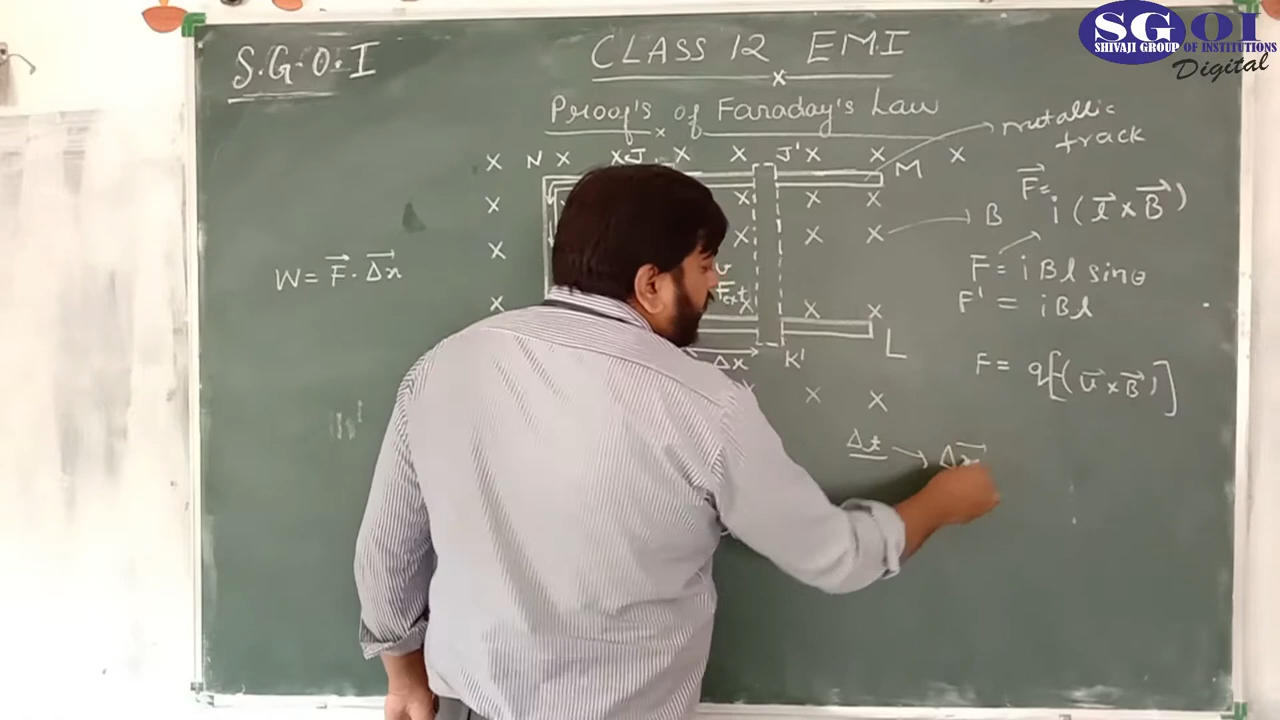 SGOI
SHIVAJI GROUP OF INSTITUTIONS
Digital
S.G.O.I
CLASS 12 EMI
Proof's of Faraday's Law
metallic
track
N J J' M
B
F⃗ = i (l⃗ × B⃗)
F = i B l sinθ
F' = i B l
W = F⃗ . Δx⃗
v
Fext
L
Δx K'
F = q[(v⃗ × B⃗)]
Δt → Δx⃗